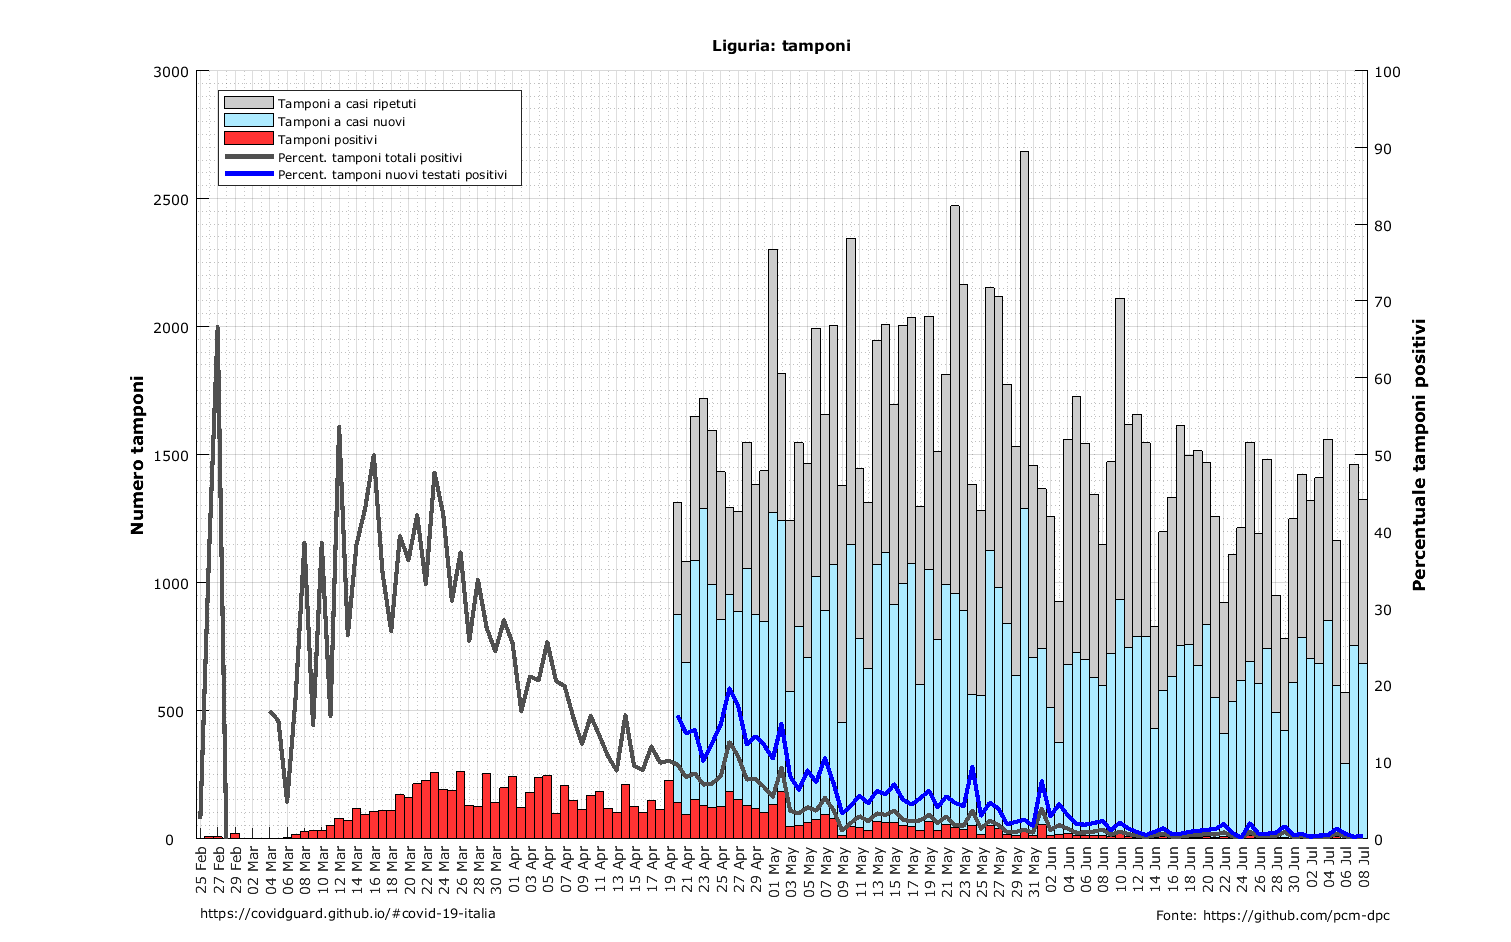 Liguria: tamponi
3000
2500
2000
1500
1000
500
0
Numero tamponi
Tamponi a casi ripetuti
Tamponi a casi nuovi
Tamponi positivi
Percent. tamponi totali positivi
Percent. tamponi nuovi testati positivi
100
90
80
70
60
50
40
30
20
10
0
Percentuale tamponi positivi
25 Feb
27 Feb
29 Feb
02 Mar
04 Mar
06 Mar
08 Mar
10 Mar
12 Mar
14 Mar
16 Mar
18 Mar
20 Mar
22 Mar
24 Mar
26 Mar
28 Mar
30 Mar
01 Apr
03 Apr
05 Apr
07 Apr
09 Apr
11 Apr
13 Apr
15 Apr
17 Apr
19 Apr
21 Apr
23 Apr
25 Apr
27 Apr
29 Apr
01 May
03 May
05 May
07 May
09 May
11 May
13 May
15 May
17 May
19 May
21 May
23 May
25 May
27 May
29 May
31 May
02 Jun
04 Jun
06 Jun
08 Jun
10 Jun
12 Jun
14 Jun
16 Jun
18 Jun
20 Jun
22 Jun
24 Jun
26 Jun
28 Jun
30 Jun
02 Jul
04 Jul
06 Jul
08 Jul
https://covidguard.github.io/#covid-19-italia
Fonte: https://github.com/pcm-dpc